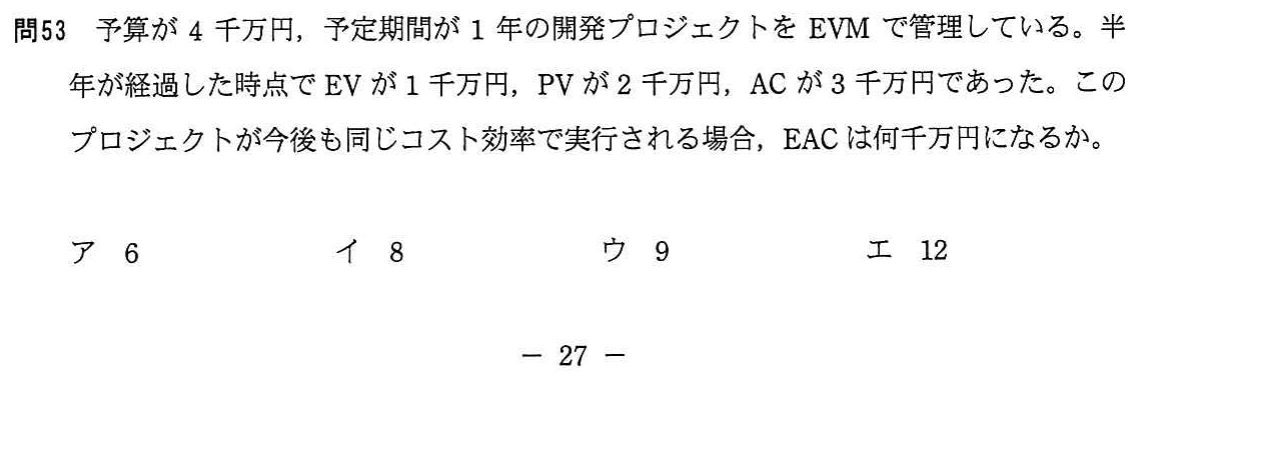 問53 予算が 4 千万円，予定期間が 1 年の開発プロジェクトを EVM で管理している。半
年が経過した時点で EV が 1 千万円，PV が 2 千万円，AC が 3 千万円であった。この
プロジェクトが今後も同じコスト効率で実行される場合，EAC は何千万円になるか。
ア 6 イ 8 ウ 9 エ 12
― 27 ―